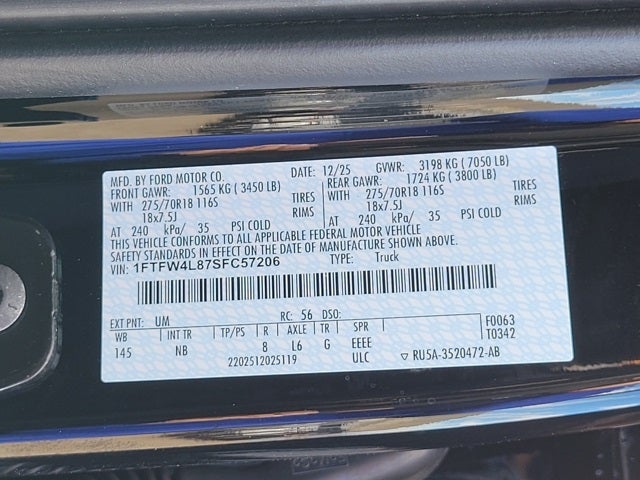 MFD. BY FORD MOTOR CO. DATE: 12/25 GVWR: 3198 KG ( 7050 LB)
FRONT GAWR: 1565 KG ( 3450 LB) REAR GAWR: 1724 KG ( 3800 LB)
WITH 275/70R18 116S TIRES WITH 275/70R18 116S TIRES
18x7.5J RIMS 18x7.5J RIMS
AT 240 kPa/ 35 PSI COLD AT 240 kPa/ 35 PSI COLD
THIS VEHICLE CONFORMS TO ALL APPLICABLE FEDERAL MOTOR VEHICLE
SAFETY STANDARDS IN EFFECT ON THE DATE OF MANUFACTURE SHOWN ABOVE.
VIN: 1FTFW4L87SFC57206 TYPE: Truck
EXT PNT: UM RC: 56 DSO:
WB INT TR TP/PS R AXLE TR SPR F0063
145 NB 8 L6 G EEEE T0342
2202512025119 ULC ▽ RU5A-3520472-AB